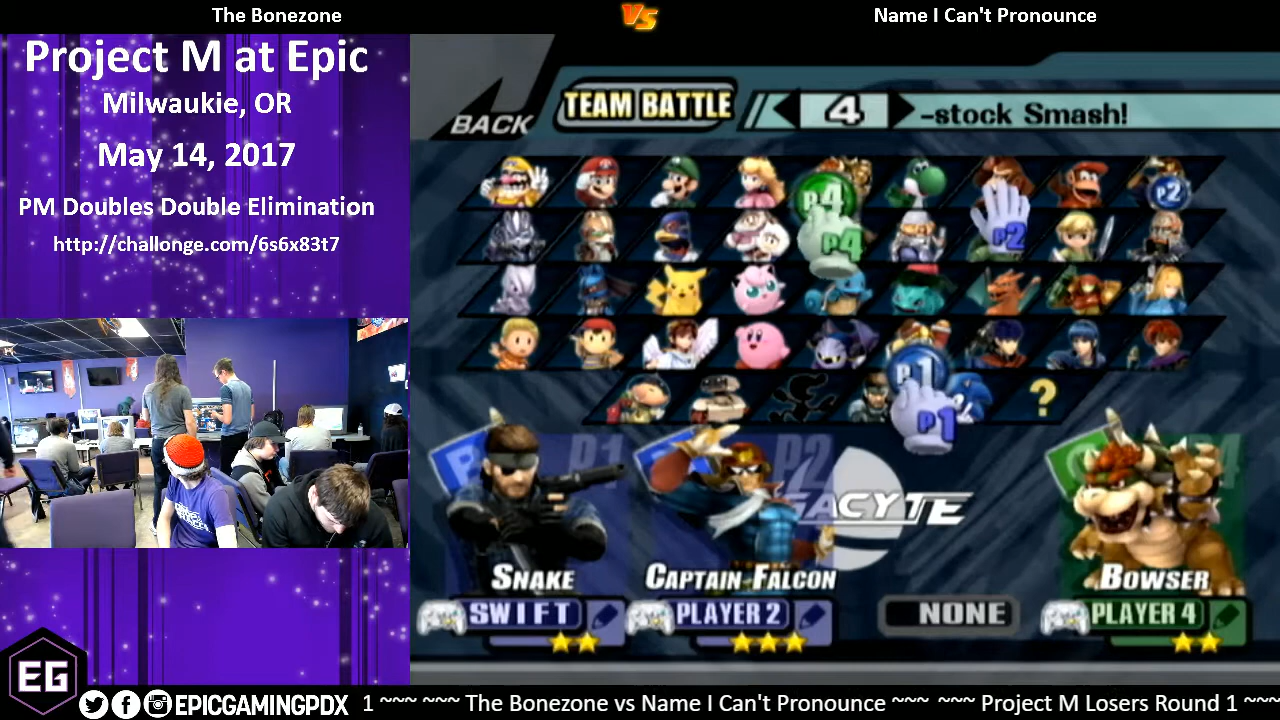 The Bonezone
VS
Name I Can't Pronounce
Project M at Epic
Milwaukie, OR
May 14, 2017
PM Doubles Double Elimination
http://challonge.com/6s6x83t7
BACK
TEAM BATTLE
4
-stock Smash!
P4
P4
P2
P2
P1
P1
?
P1
P2
SNAKE
CAPTAIN FALCON
BOWSER
SWIFT
PLAYER 2
NONE
PLAYER 4
EG
EPICGAMINGPDX
1 ~~~ ~~~ The Bonezone vs Name I Can't Pronounce ~~~ ~~~ Project M Losers Round 1 ~~~